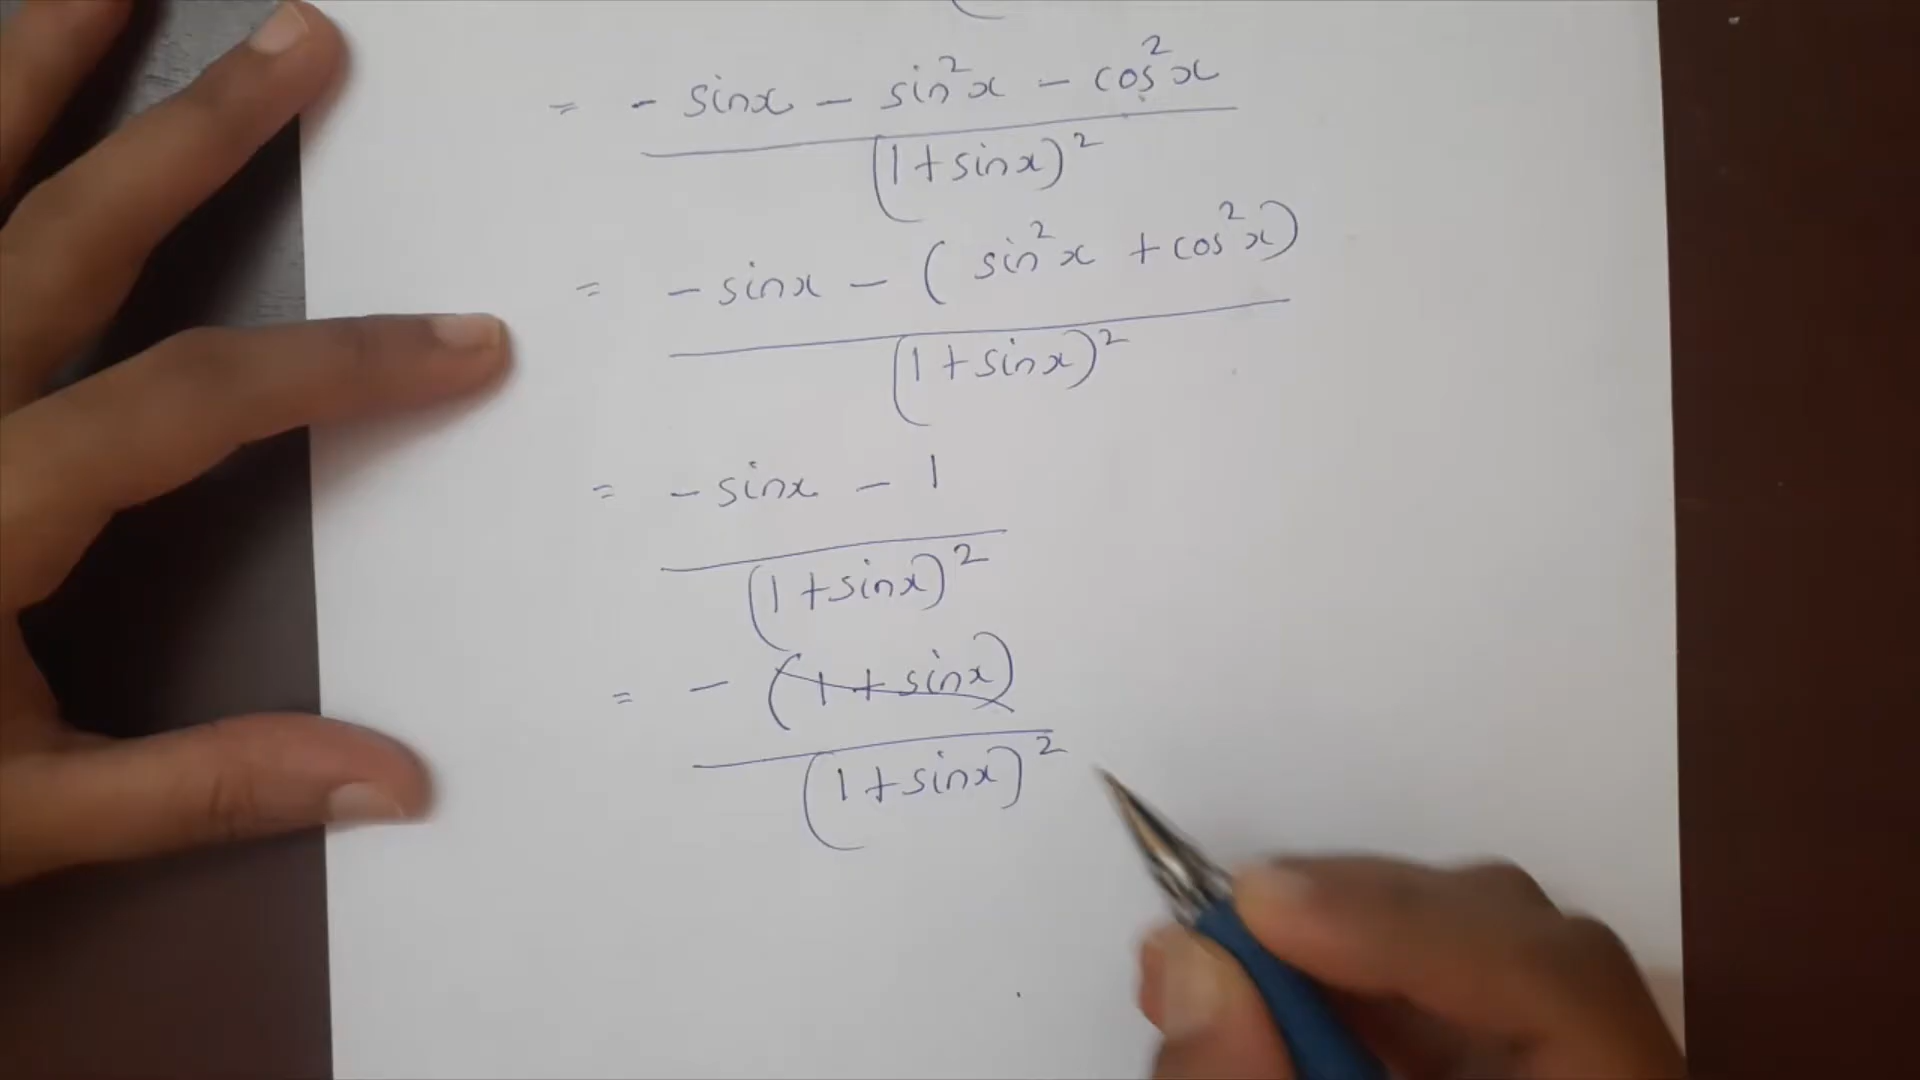 = - sinx - sin²x - cos²x
(1 + sinx)²
= - sinx - ( sin²x + cos²x)
(1 + sinx)²
= - sinx - 1
(1 + sinx)²
= - (1 + sinx)
(1 + sinx)²